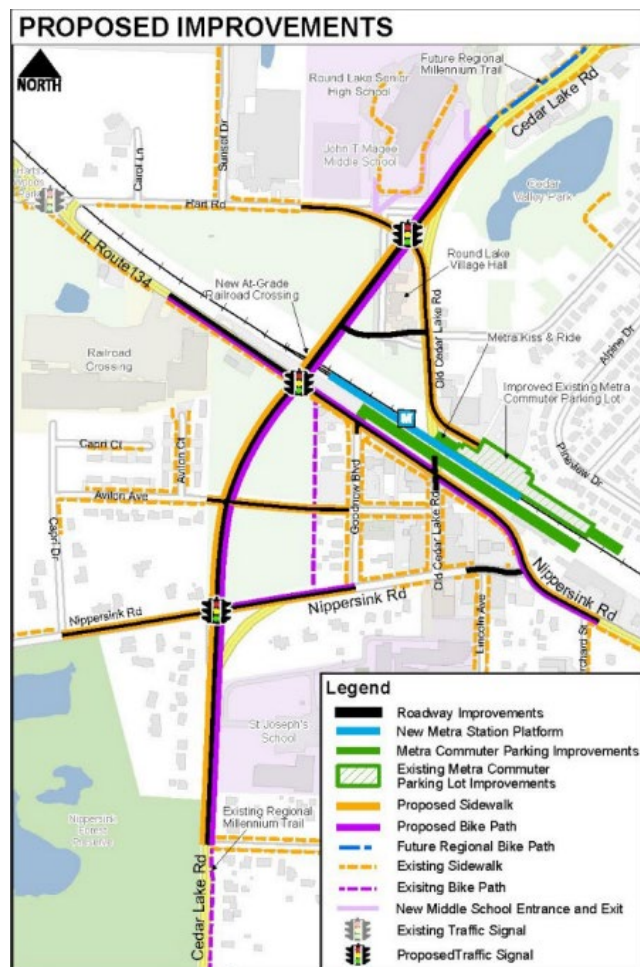 PROPOSED IMPROVEMENTS
NORTH
Future Regional
Millennium Trail
Cedar Lake Rd
Round Lake Senior
High School
John T Magee
Middle School
Sunset Dr
Carol Ln
Cedar
Valley Park
Hart Rd
IL Route134
Round Lake
Village Hall
New At-Grade
Railroad Crossing
Old Cedar Lake Rd
Metra Kiss & Ride
Alpine Dr
Railroad
Crossing
Improved Existing Metra
Commuter Parking Lot
M
Capri Ct
Avilon Ct
Pineview Dr
Avilon Ave
Goodnow Blvd
Capri Dr
Old Cedar Lake Rd
Nippersink Rd
Nippersink Rd
Nippersink Rd
Lincoln Ave
St Joseph's
School
Nippersink
Forest
Preserve
Existing Regional
Millennium Trail
Cedar Lake Rd
Legend
Roadway Improvements
New Metra Station Platform
Metra Commuter Parking Improvements
Existing Metra Commuter
Parking Lot Improvements
Proposed Sidewalk
Proposed Bike Path
Future Regional Bike Path
Existing Sidewalk
Exisitng Bike Path
New Middle School Entrance and Exit
Existing Traffic Signal
ProposedTraffic Signal